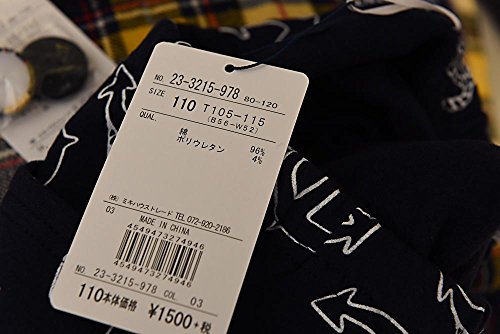 NO. 23-3215-978 80-120
SIZE 110 T105-115
(B56-W52)
QUAL.
綿 96%
ポリウレタン 4%
(株) ミキハウストレード TEL 072-920-2186
03 MADE IN CHINA
4549473274946
4549473274946
NO. 23-3215-978 COL. 03
110本体価格 ¥1500+税